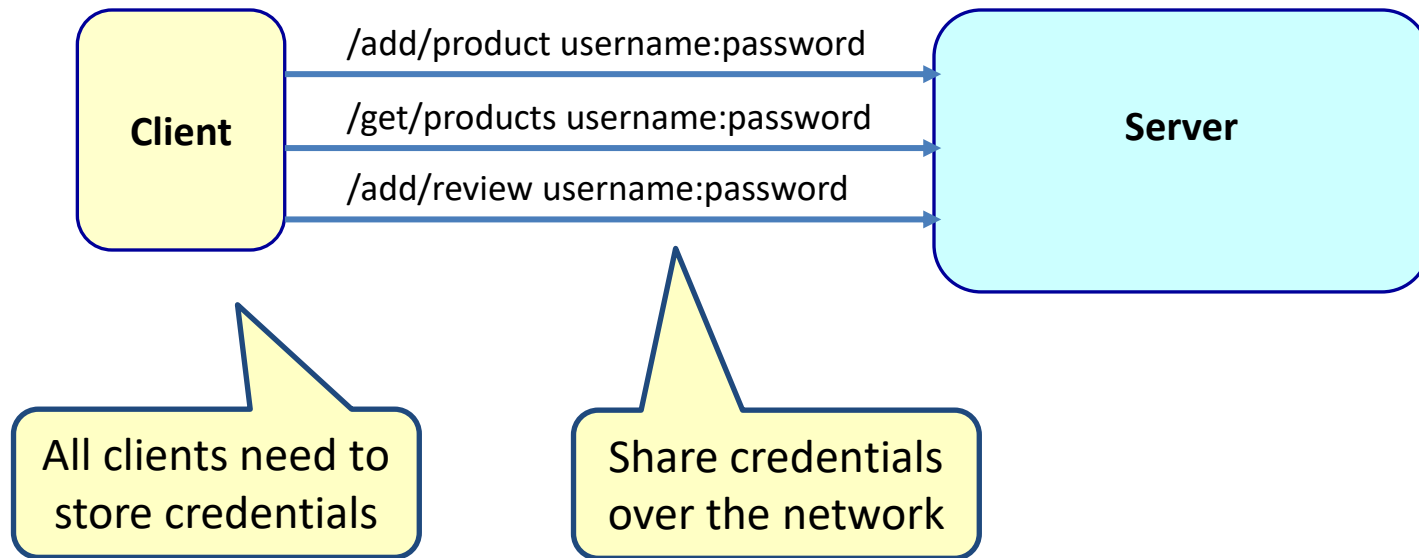 /add/product username:password
/get/products username:password
/add/review username:password
Client
Server
All clients need to
store credentials
Share credentials
over the network